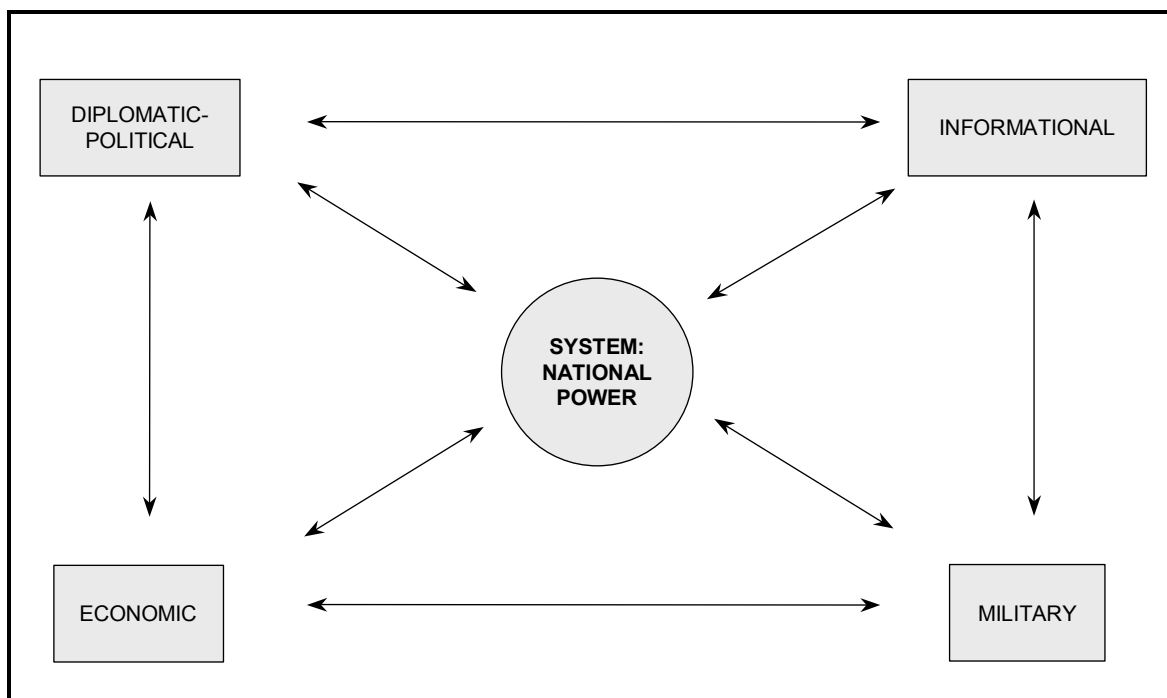 DIPLOMATIC-
POLITICAL
INFORMATIONAL
SYSTEM:
NATIONAL
POWER
ECONOMIC
MILITARY